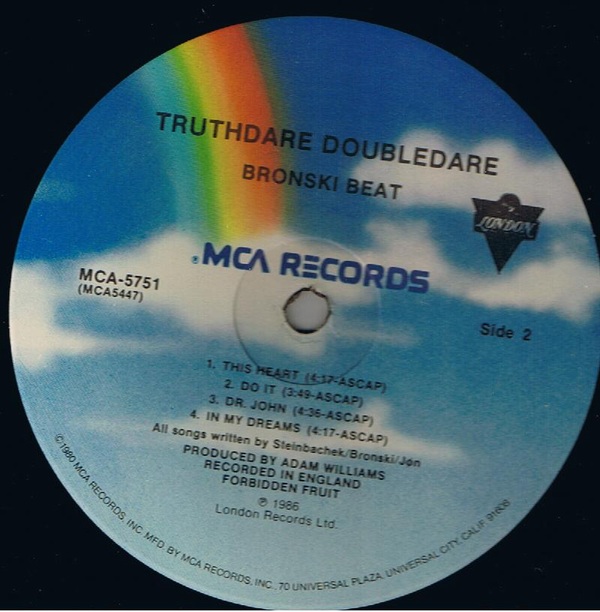 TRUTHDARE DOUBLEDARE
BRONSKI BEAT
LONDON
MCA RECORDS
MCA-5751
(MCA5447)
Side 2
1. THIS HEART (4:17-ASCAP)
2. DO IT (3:49-ASCAP)
3. DR. JOHN (4:36-ASCAP)
4. IN MY DREAMS (4:17-ASCAP)
All songs written by Steinbachek/Bronski/Jøn
PRODUCED BY ADAM WILLIAMS
RECORDED IN ENGLAND
FORBIDDEN FRUIT
℗ 1986
London Records Ltd.
© 1980 MCA RECORDS, INC. MFD. BY MCA RECORDS, INC., 70 UNIVERSAL PLAZA, UNIVERSAL CITY, CALIF. 91608